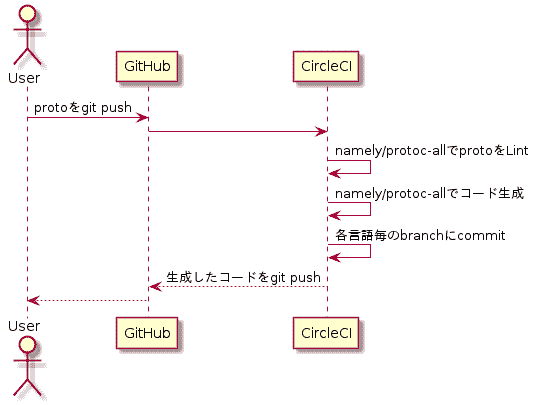 User
GitHub
CircleCI
protoをgit push
namely/protoc-allでprotoをLint
namely/protoc-allでコード生成
各言語毎のbranchにcommit
生成したコードをgit push
User
GitHub
CircleCI